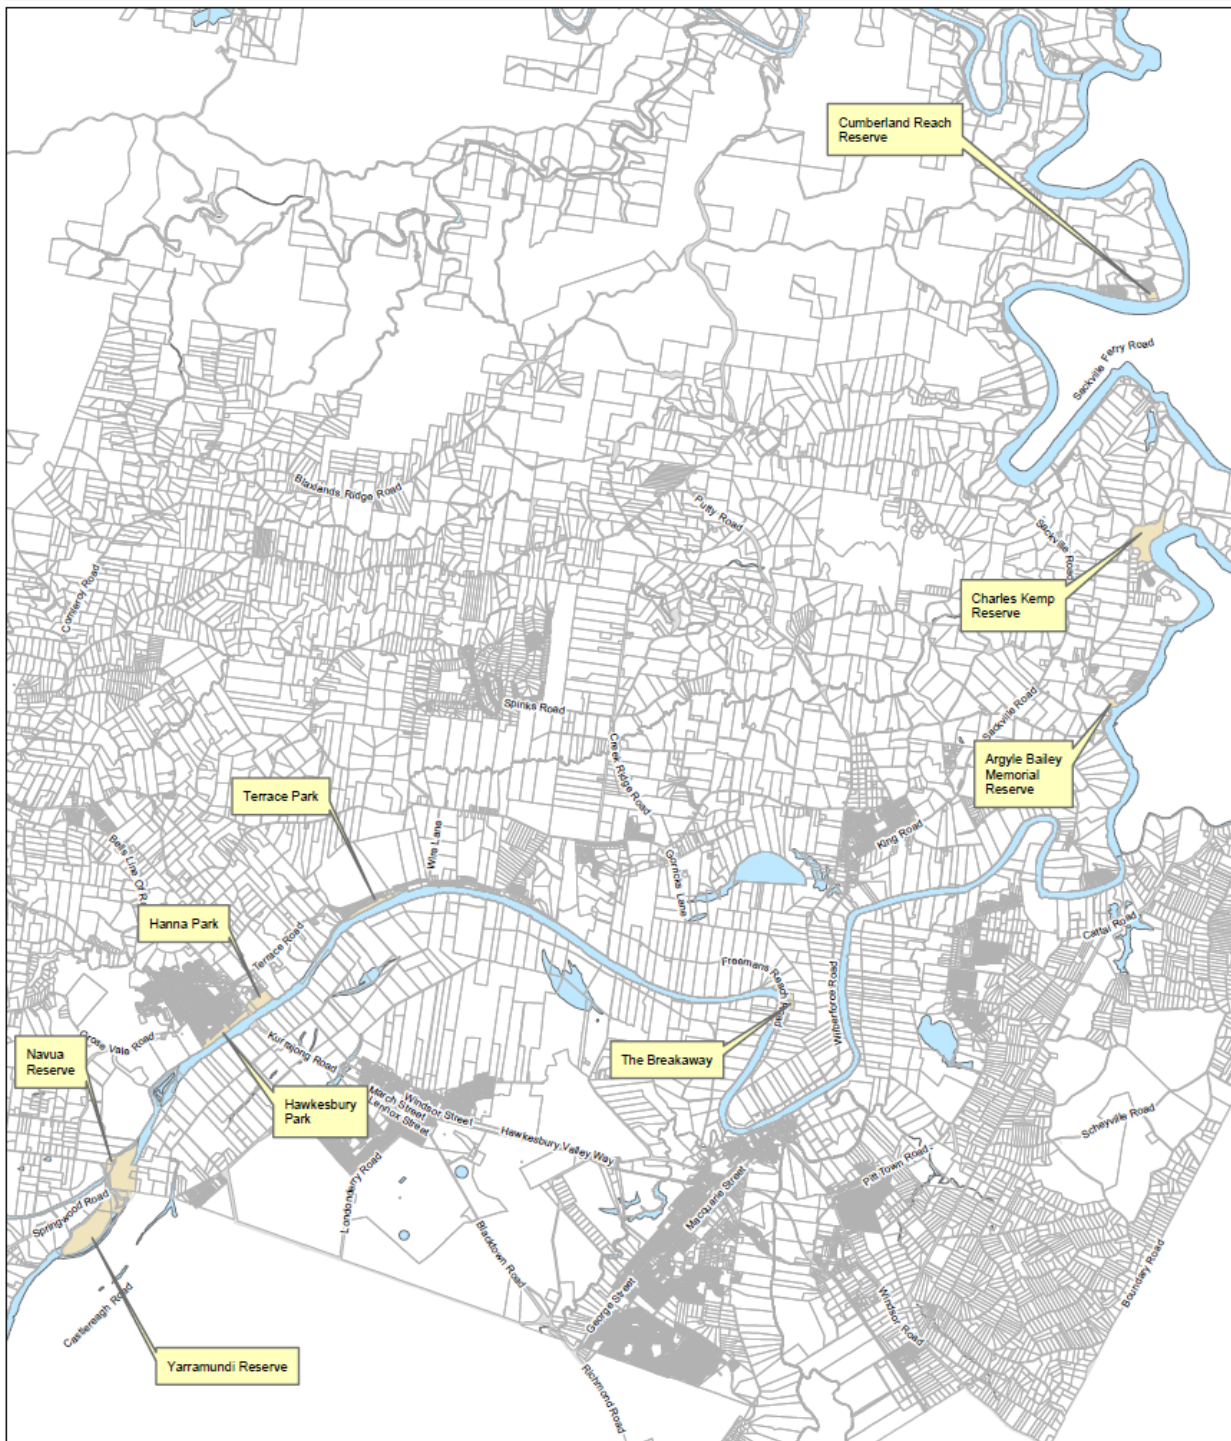 Cumberland Reach
Reserve
Sackville Ferry Road
Blaxlands Ridge Road
Putty Road
Sackville Road
Comleroy Road
Charles Kemp
Reserve
Spinks Road
Sackville Road
Creek Ridge Road
Argyle Bailey
Memorial
Reserve
Terrace Park
Wire Lane
King Road
Bells Line Of R
Gorricks Lane
Hanna Park
Terrace Road
Cattai Road
Freemans Reach Road
Wilberforce Road
Grose Vale Road
Kurrajong Road
Navua
Reserve
The Breakaway
Hawkesbury
Park
March Street
Windsor Street
Lennox Street
Hawkesbury Valley Way
Scheyville Road
Pitt Town Road
Londonderry Road
Macquarie Street
Springwood Road
Blacktown Road
Boundary Road
Castlereagh Road
George Street
Windsor Road
Yarramundi Reserve
Richmond Road